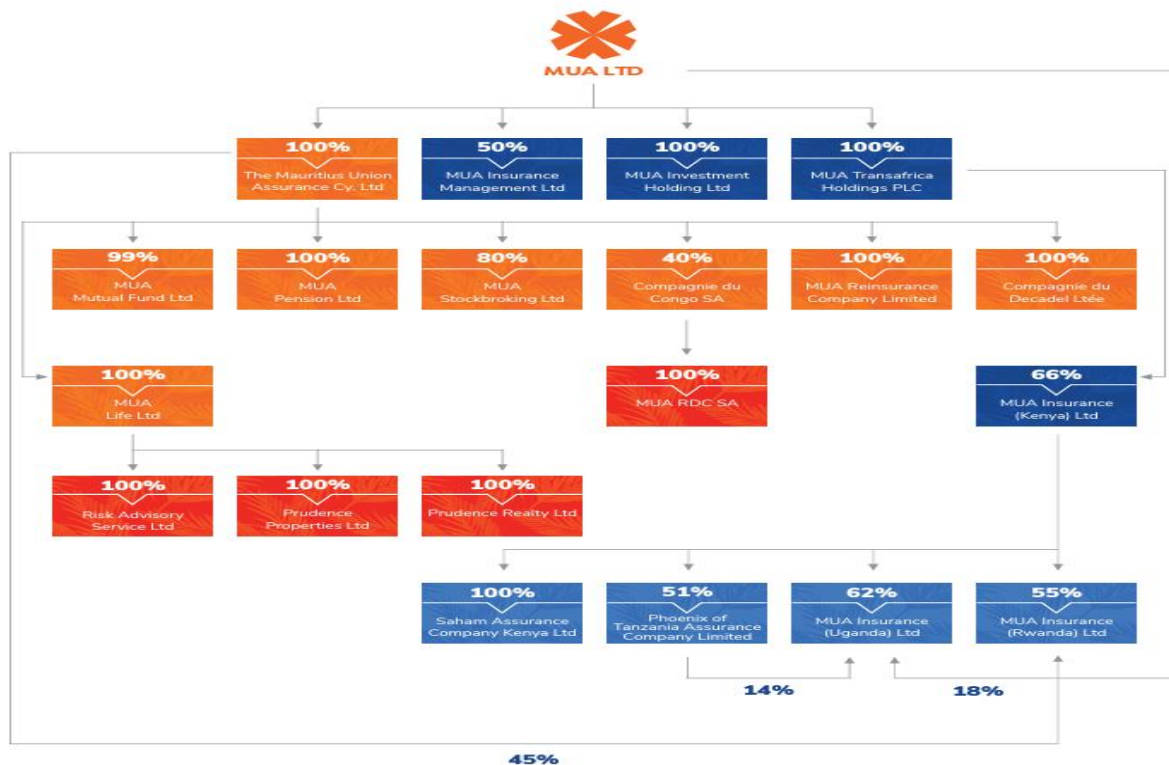 MUA LTD
100%
The Mauritius Union
Assurance Cy. Ltd
50%
MUA Insurance
Management Ltd
100%
MUA Investment
Holding Ltd
100%
MUA Transafrica
Holdings PLC
99%
MUA
Mutual Fund Ltd
100%
MUA
Pension Ltd
80%
MUA
Stockbroking Ltd
40%
Compagnie du
Congo SA
100%
MUA Reinsurance
Company Limited
100%
Compagnie du
Decadel Ltée
100%
MUA
Life Ltd
100%
MUA RDC SA
66%
MUA Insurance
(Kenya) Ltd
100%
Risk Advisory
Service Ltd
100%
Prudence
Properties Ltd
100%
Prudence Realty Ltd
100%
Saham Assurance
Company Kenya Ltd
51%
Phoenix of
Tanzania Assurance
Company Limited
62%
MUA Insurance
(Uganda) Ltd
55%
MUA Insurance
(Rwanda) Ltd
14%
18%
45%